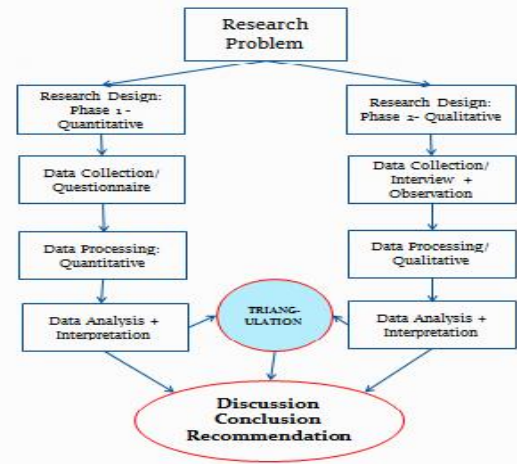 Research
Problem
Research Design:
Phase 1-
Quantitative
Research Design:
Phase 2- Qualitative
Data Collection/
Questionnaire
Data Collection/
Interview +
Observation
Data Processing:
Quantitative
Data Processing/
Qualitative
Data Analysis +
Interpretation
TRIANG-
ULATION
Data Analysis +
Interpretation
Discussion
Conclusion
Recommendation